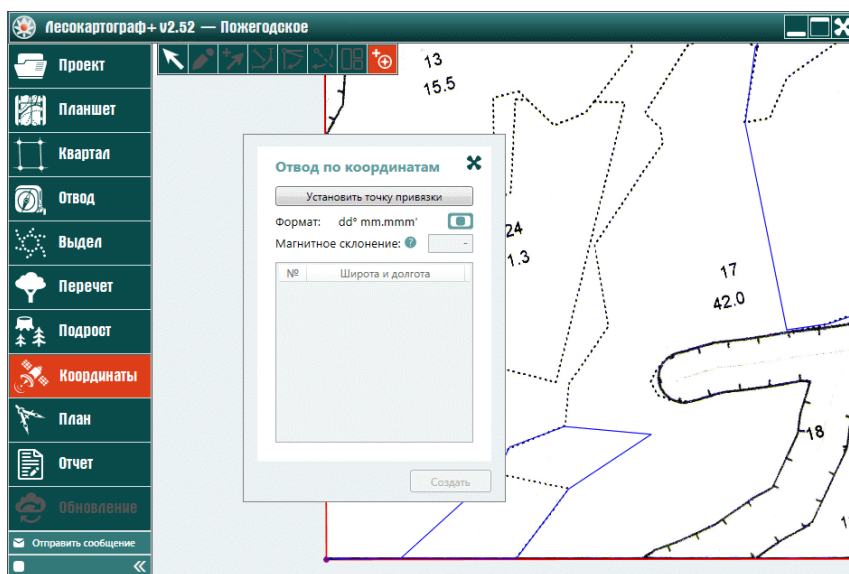 Лесокартограф+ v2.52 — Пожегодское
Проект
Планшет
Квартал
Отвод
Выдел
Перечет
Подрост
Координаты
План
Отчет
Обновление
Отправить сообщение
«
13
15.5
Отвод по координатам
Установить точку привязки
Формат: dd° mm.mmm'
Магнитное склонение: ? -
№ Широта и долгота
Создать
24
1.3
17
42.0
18